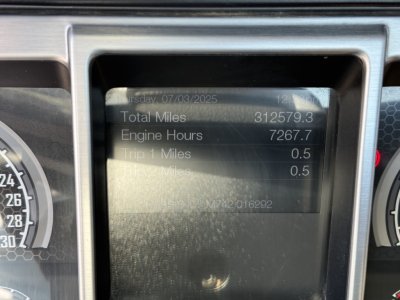 07/03/2025
Total Miles 312579.3
Engine Hours 7267.7
Trip 1 Miles 0.5
Miles 0.5
24
26
28
30